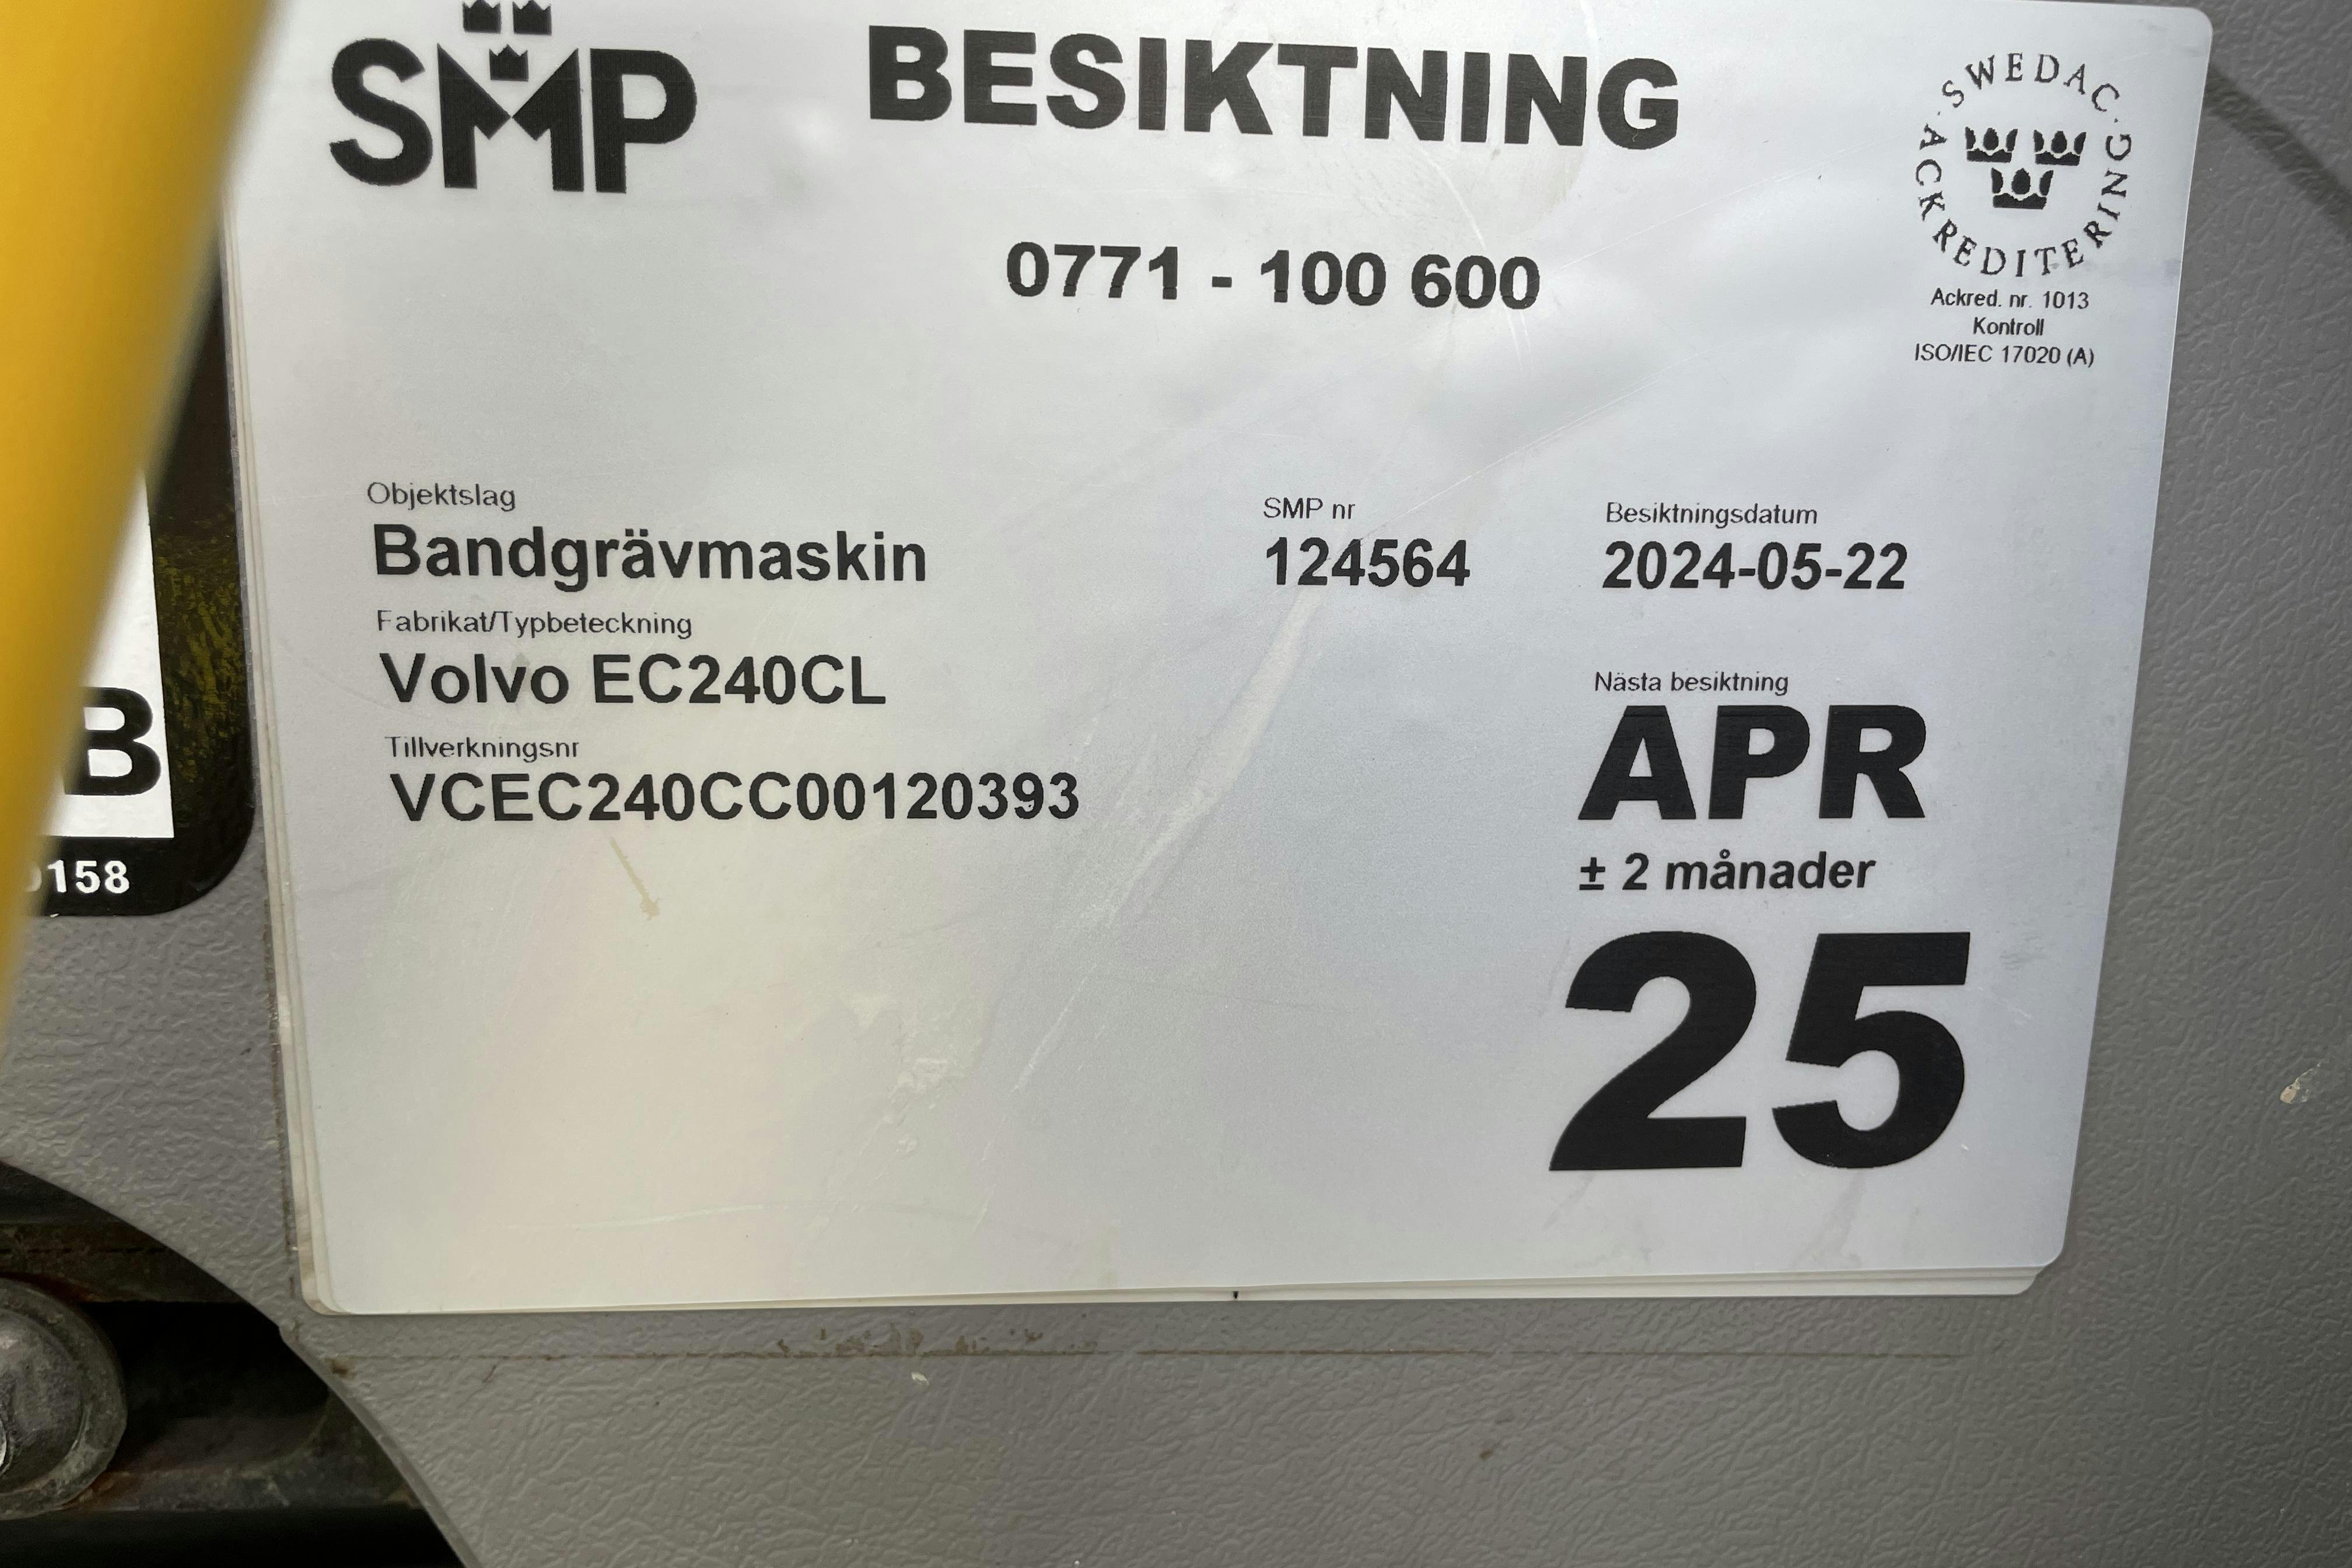 SMP
BESIKTNING
0771 - 100 600
SWEDAC
ACKREDITERING
Ackred. nr. 1013
Kontroll
ISO/IEC 17020 (A)
Objektslag
Bandgrävmaskin
SMP nr
124564
Besiktningsdatum
2024-05-22
Fabrikat/Typbeteckning
Volvo EC240CL
Tillverkningsnr
VCEC240CC00120393
Nästa besiktning
APR
± 2 månader
25
B
158